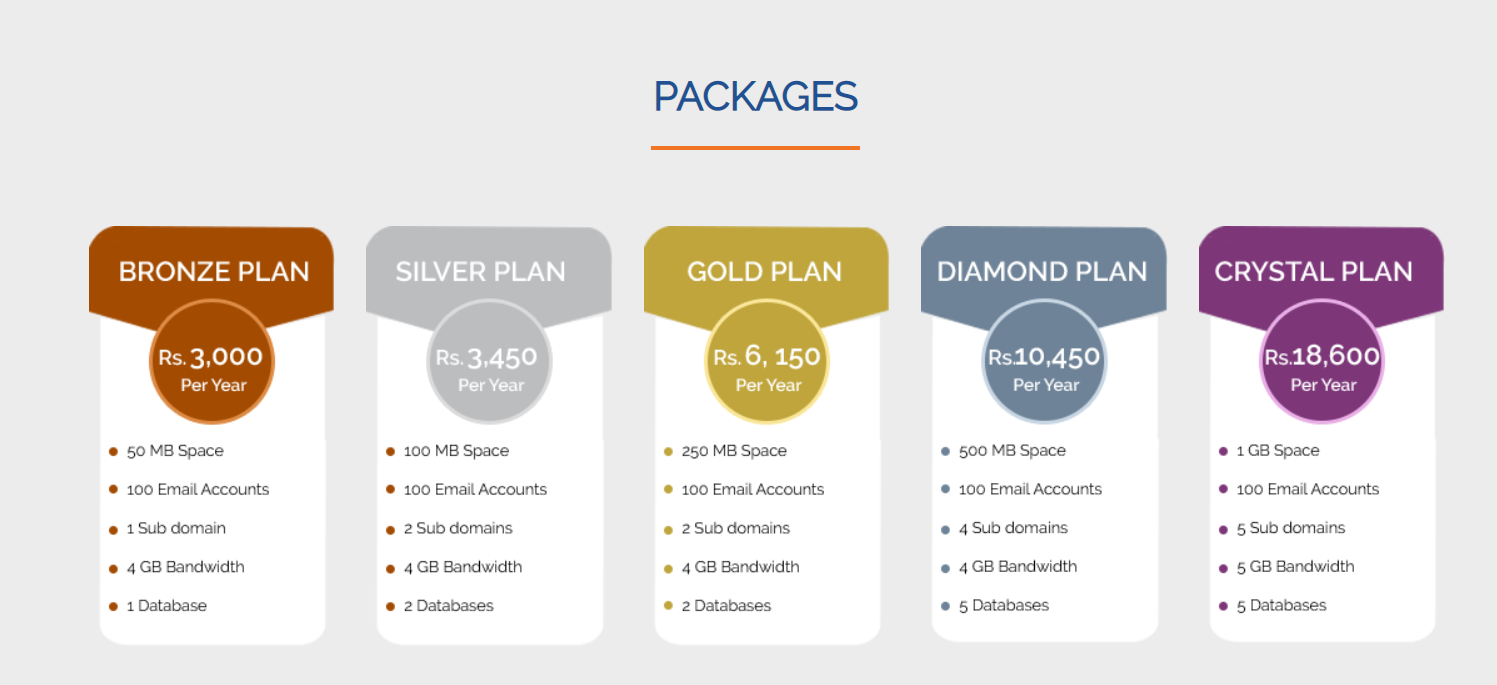 PACKAGES
BRONZE PLAN
Rs. 3,000
Per Year
50 MB Space
100 Email Accounts
1 Sub domain
4 GB Bandwidth
1 Database
SILVER PLAN
Rs. 3,450
Per Year
100 MB Space
100 Email Accounts
2 Sub domains
4 GB Bandwidth
2 Databases
GOLD PLAN
Rs. 6, 150
Per Year
250 MB Space
100 Email Accounts
2 Sub domains
4 GB Bandwidth
2 Databases
DIAMOND PLAN
Rs.10,450
Per Year
500 MB Space
100 Email Accounts
4 Sub domains
4 GB Bandwidth
5 Databases
CRYSTAL PLAN
Rs.18,600
Per Year
1 GB Space
100 Email Accounts
5 Sub domains
5 GB Bandwidth
5 Databases